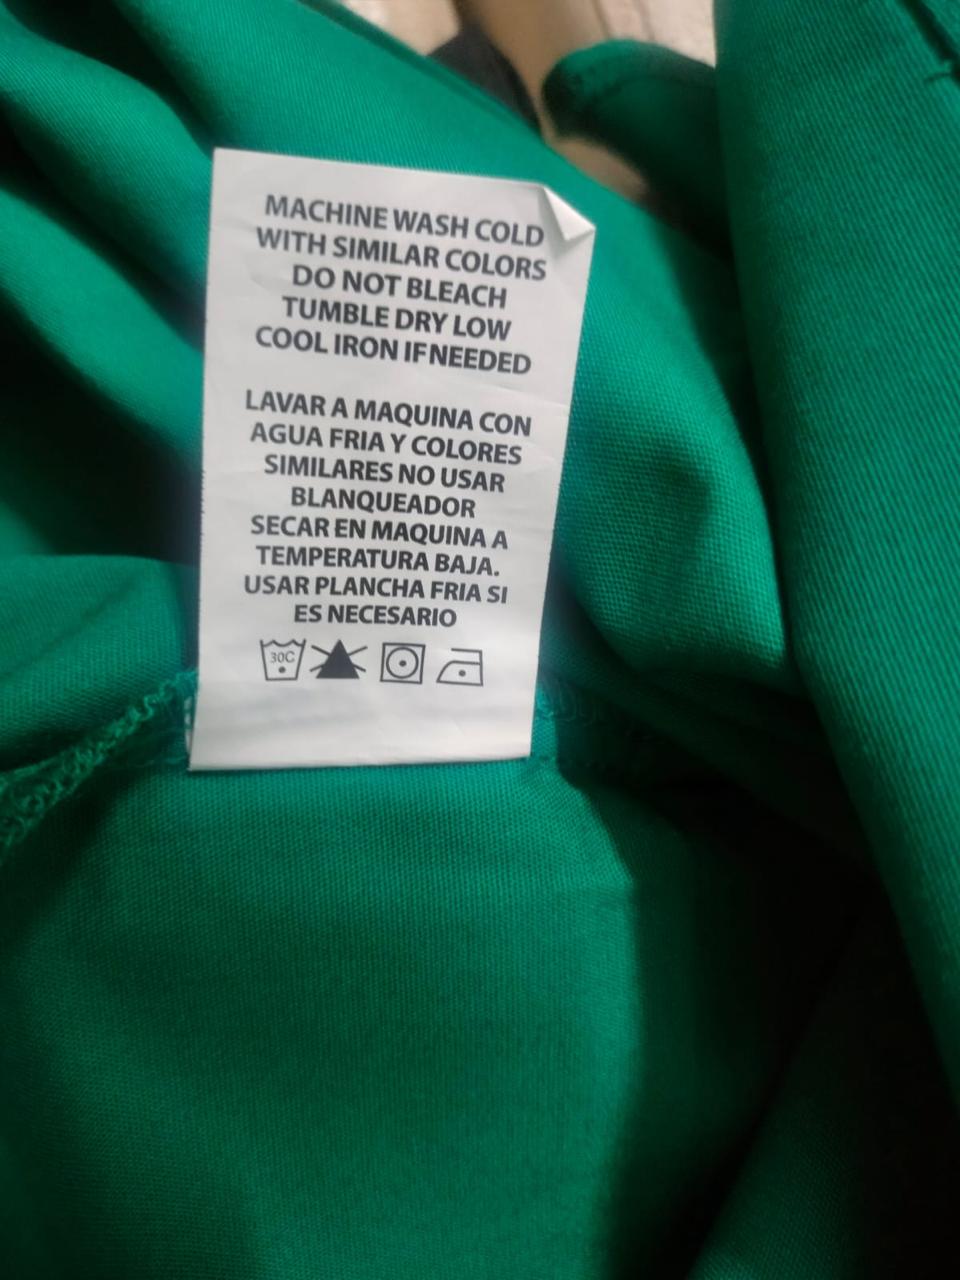 MACHINE WASH COLD
WITH SIMILAR COLORS
DO NOT BLEACH
TUMBLE DRY LOW
COOL IRON IF NEEDED
LAVAR A MAQUINA CON
AGUA FRIA Y COLORES
SIMILARES NO USAR
BLANQUEADOR
SECAR EN MAQUINA A
TEMPERATURA BAJA.
USAR PLANCHA FRIA SI
ES NECESARIO
30C